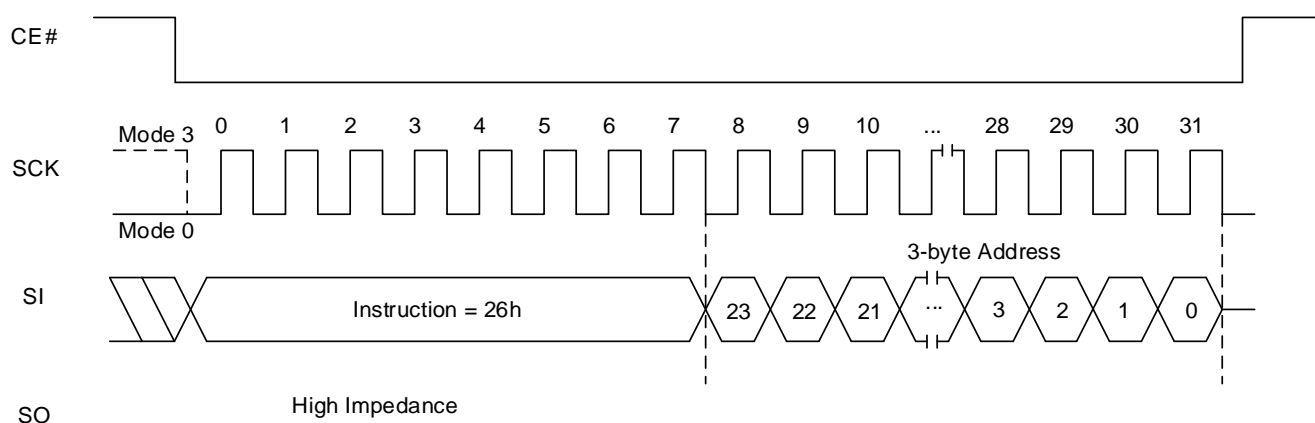 CE#
Mode 3
0 1 2 3 4 5 6 7 8 9 10 ... 28 29 30 31
SCK
Mode 0
3-byte Address
SI
Instruction = 26h
23 22 21 ... 3 2 1 0
High Impedance
SO